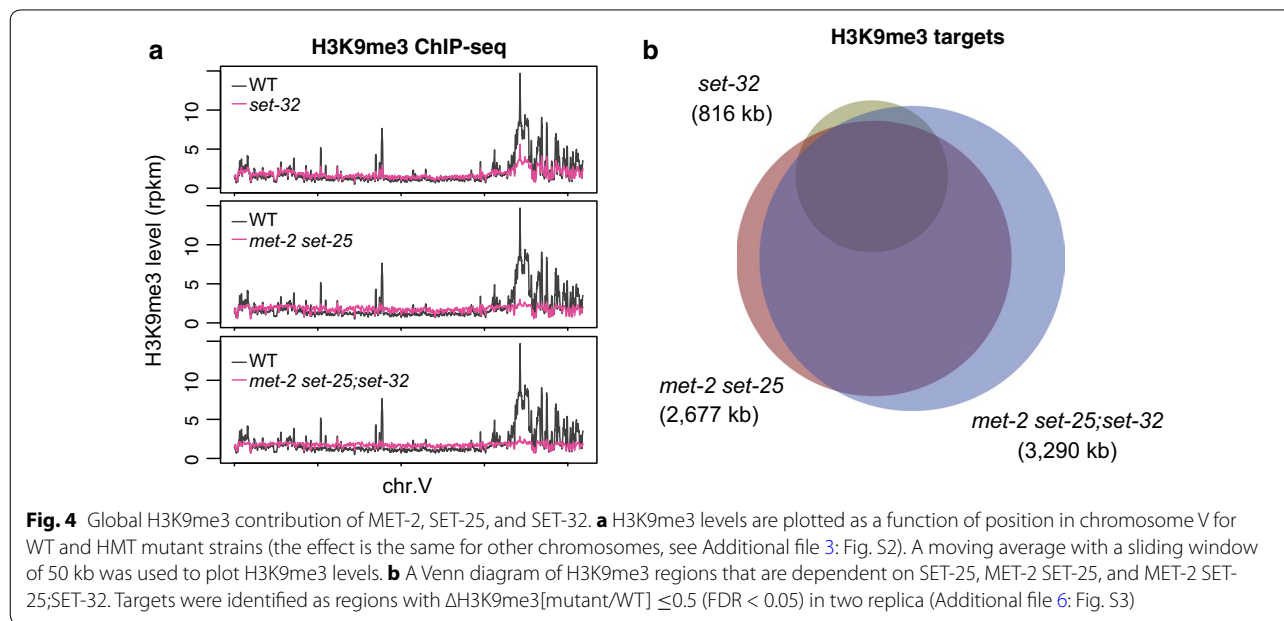 a
H3K9me3 ChIP-seq
H3K9me3 level (rpkm)
WT
set-32
0 5 10
WT
met-2 set-25
0 5 10
WT
met-2 set-25;set-32
0 5 10
chr.V
b
H3K9me3 targets
set-32
(816 kb)
met-2 set-25
(2,677 kb)
met-2 set-25;set-32
(3,290 kb)
Fig. 4 Global H3K9me3 contribution of MET-2, SET-25, and SET-32. a H3K9me3 levels are plotted as a function of position in chromosome V for
WT and HMT mutant strains (the effect is the same for other chromosomes, see Additional file 3: Fig. S2). A moving average with a sliding window
of 50 kb was used to plot H3K9me3 levels. b A Venn diagram of H3K9me3 regions that are dependent on SET-25, MET-2 SET-25, and MET-2 SET-
25;SET-32. Targets were identified as regions with ΔH3K9me3[mutant/WT] ≤0.5 (FDR < 0.05) in two replica (Additional file 6: Fig. S3)